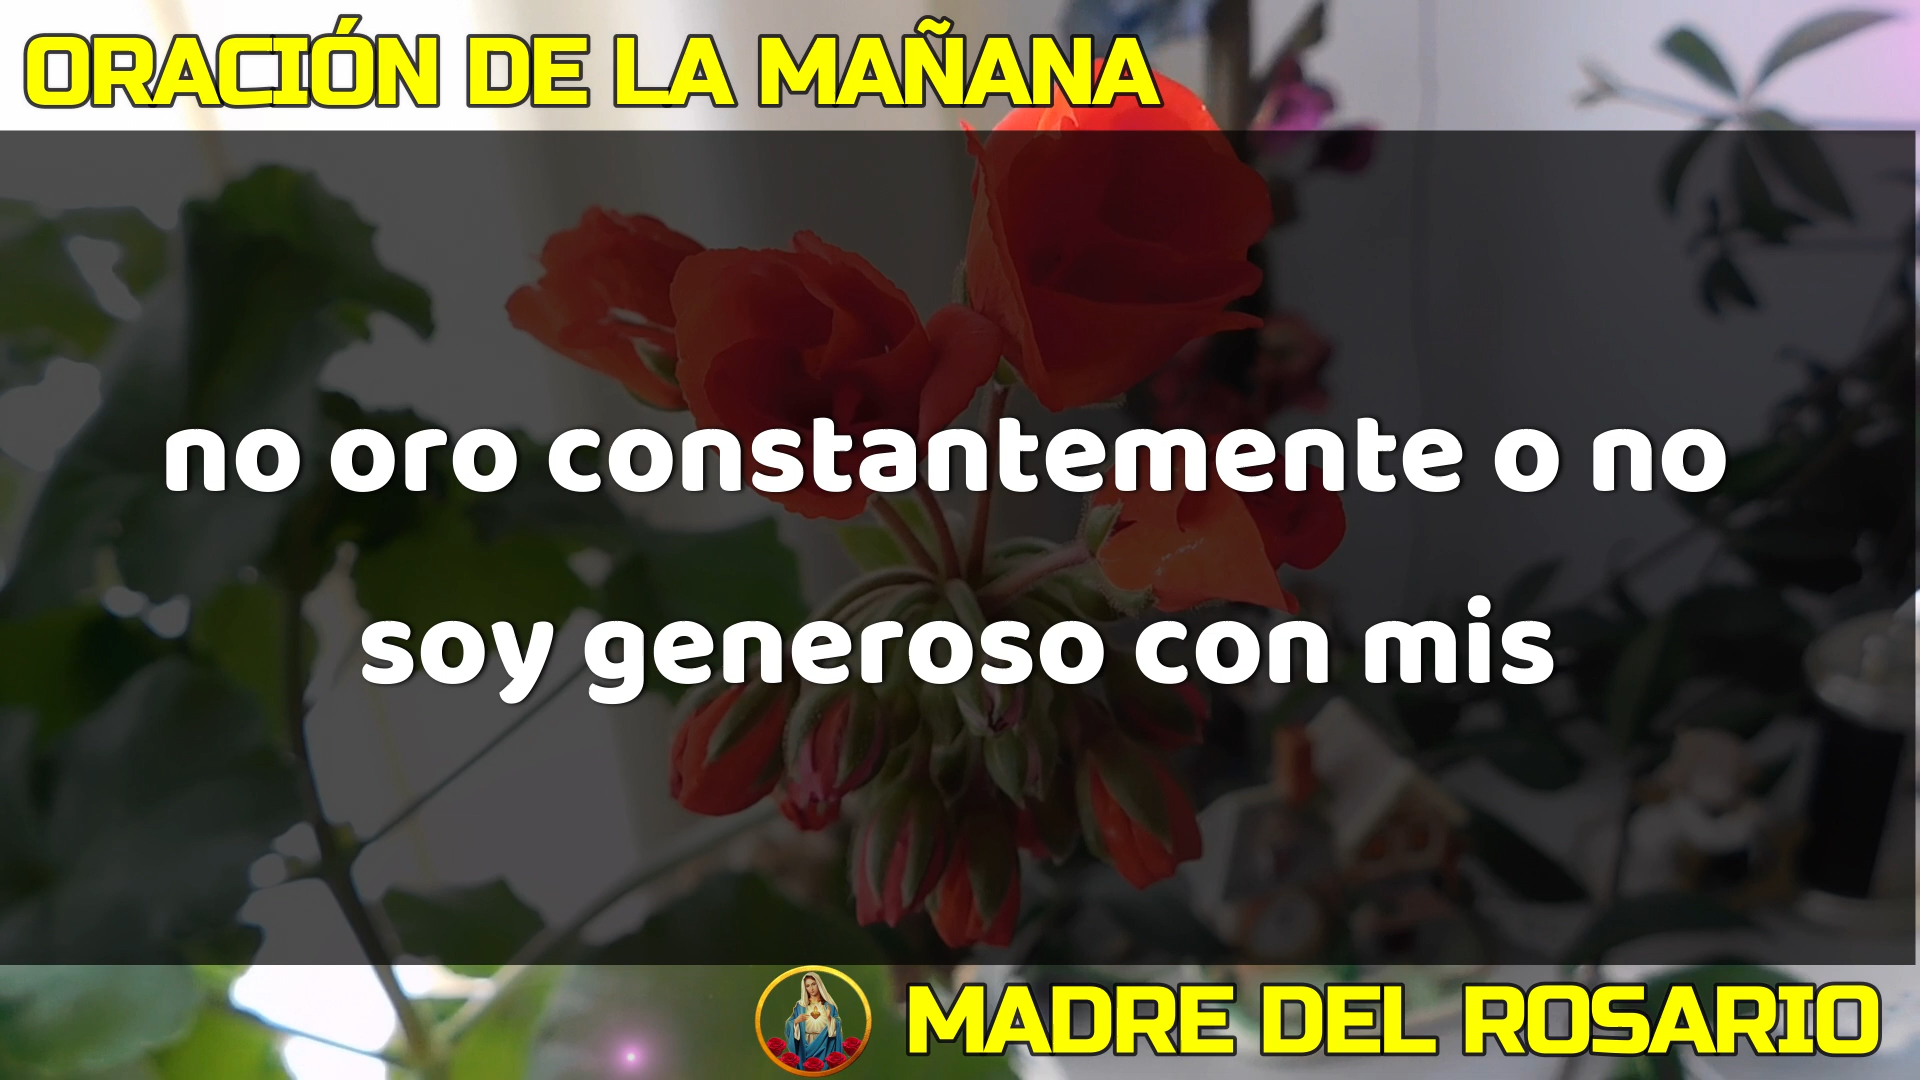 ORACIÓN DE LA MAÑANA
no oro constantemente o no
soy generoso con mis
MADRE DEL ROSARIO